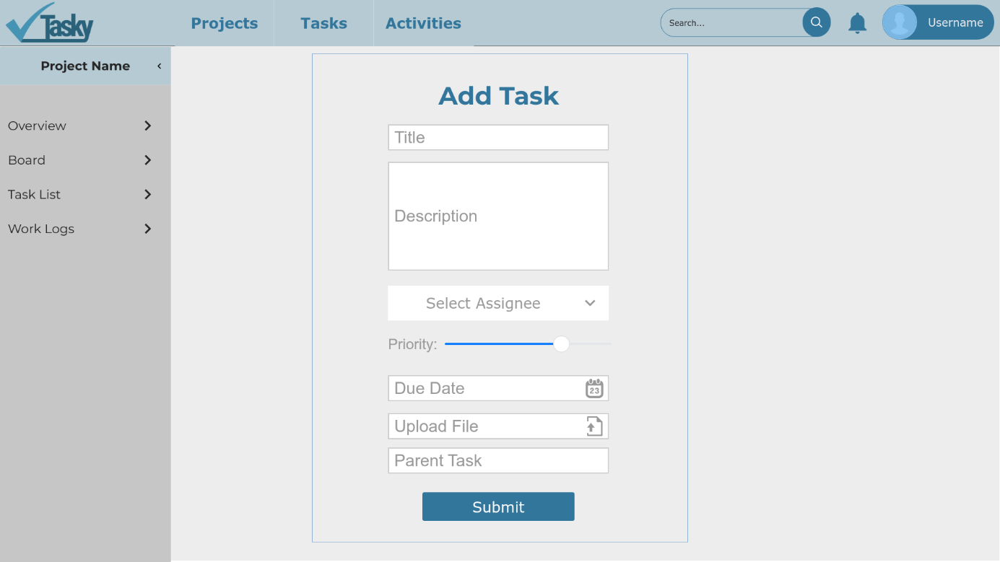 Tasky
Projects
Tasks
Activities
Search...
Username
Project Name
Overview
Board
Task List
Work Logs
Add Task
Title
Description
Select Assignee
Priority:
Due Date
23
Upload File
Parent Task
Submit